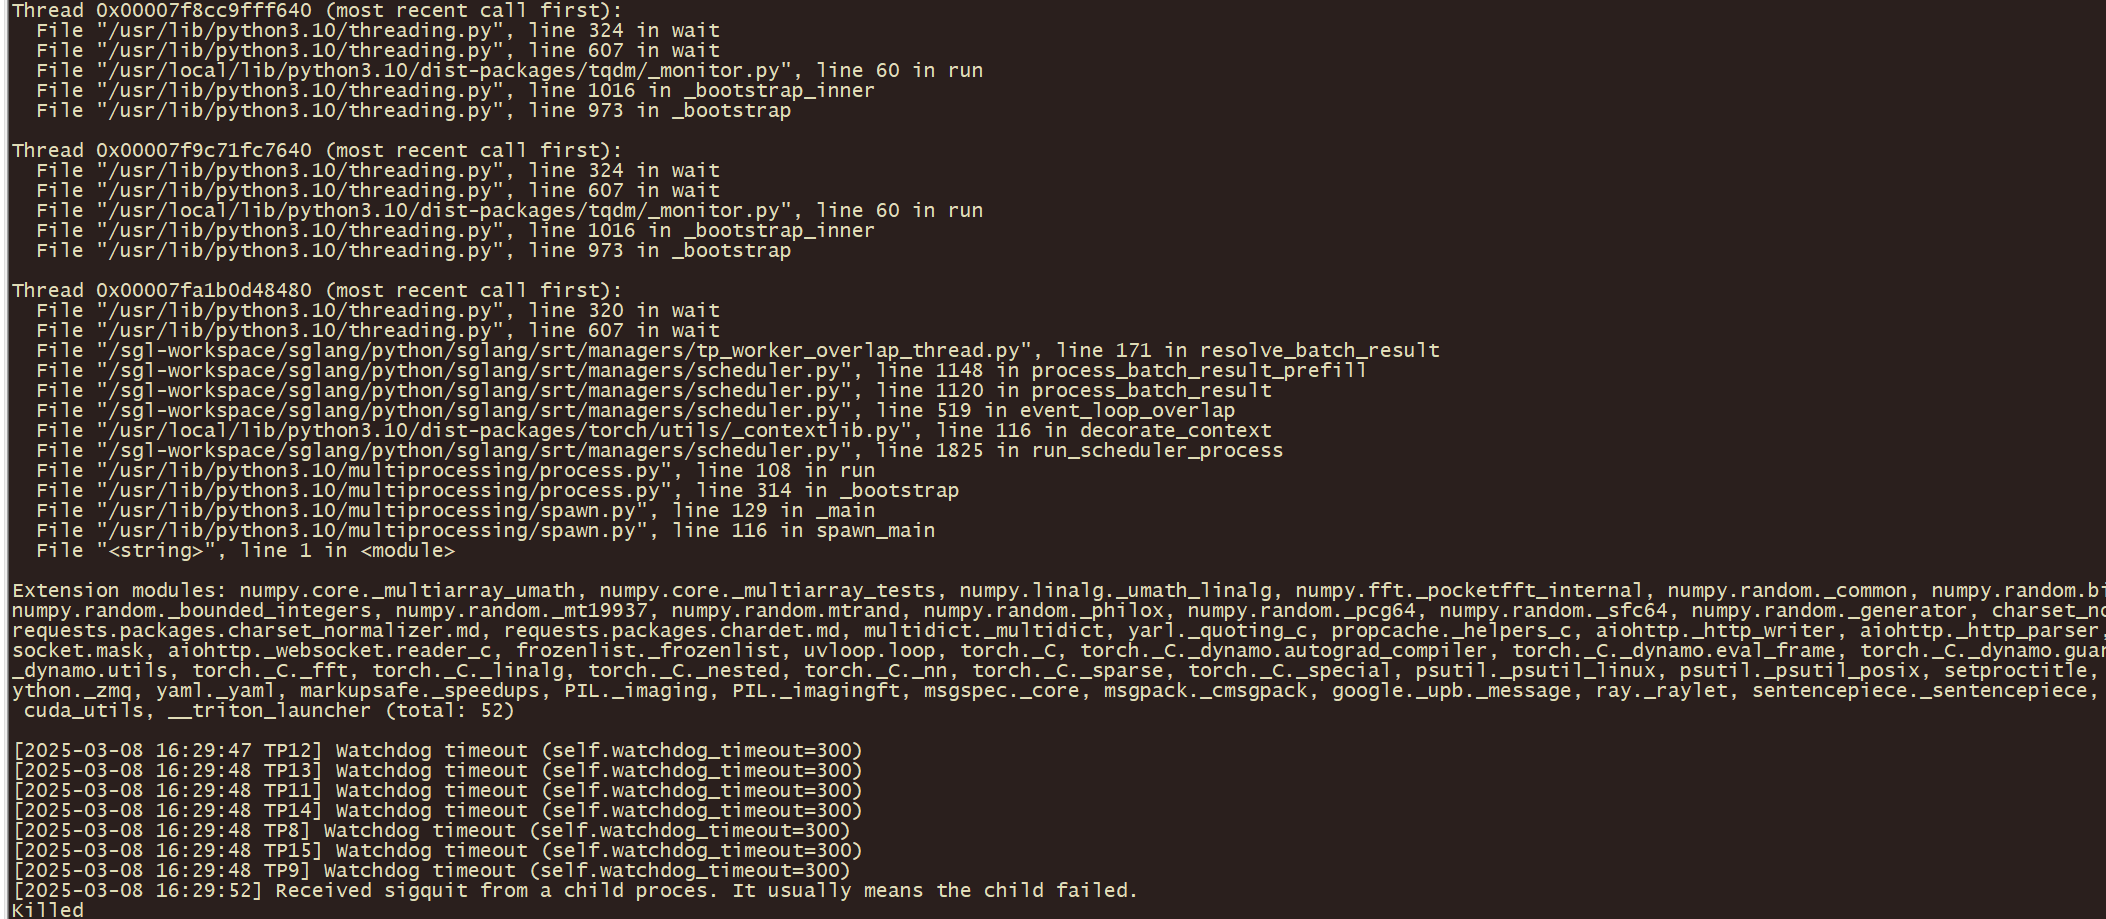 Thread 0x00007f8cc9fff640 (most recent call first):
  File "/usr/lib/python3.10/threading.py", line 324 in wait
  File "/usr/lib/python3.10/threading.py", line 607 in wait
  File "/usr/local/lib/python3.10/dist-packages/tqdm/_monitor.py", line 60 in run
  File "/usr/lib/python3.10/threading.py", line 1016 in _bootstrap_inner
  File "/usr/lib/python3.10/threading.py", line 973 in _bootstrap

Thread 0x00007f9c71fc7640 (most recent call first):
  File "/usr/lib/python3.10/threading.py", line 324 in wait
  File "/usr/lib/python3.10/threading.py", line 607 in wait
  File "/usr/local/lib/python3.10/dist-packages/tqdm/_monitor.py", line 60 in run
  File "/usr/lib/python3.10/threading.py", line 1016 in _bootstrap_inner
  File "/usr/lib/python3.10/threading.py", line 973 in _bootstrap

Thread 0x00007fa1b0d48480 (most recent call first):
  File "/usr/lib/python3.10/threading.py", line 320 in wait
  File "/usr/lib/python3.10/threading.py", line 607 in wait
  File "/sgl-workspace/sglang/python/sglang/srt/managers/tp_worker_overlap_thread.py", line 171 in resolve_batch_result
  File "/sgl-workspace/sglang/python/sglang/srt/managers/scheduler.py", line 1148 in process_batch_result_prefill
  File "/sgl-workspace/sglang/python/sglang/srt/managers/scheduler.py", line 1120 in process_batch_result
  File "/sgl-workspace/sglang/python/sglang/srt/managers/scheduler.py", line 519 in event_loop_overlap
  File "/usr/local/lib/python3.10/dist-packages/torch/utils/_contextlib.py", line 116 in decorate_context
  File "/sgl-workspace/sglang/python/sglang/srt/managers/scheduler.py", line 1825 in run_scheduler_process
  File "/usr/lib/python3.10/multiprocessing/process.py", line 108 in run
  File "/usr/lib/python3.10/multiprocessing/process.py", line 314 in _bootstrap
  File "/usr/lib/python3.10/multiprocessing/spawn.py", line 129 in _main
  File "/usr/lib/python3.10/multiprocessing/spawn.py", line 116 in spawn_main
  File "<string>", line 1 in <module>

Extension modules: numpy.core._multiarray_umath, numpy.core._multiarray_tests, numpy.linalg._umath_linalg, numpy.fft._pocketfft_internal, numpy.random._common, numpy.random.bi
numpy.random._bounded_integers, numpy.random._mt19937, numpy.random.mtrand, numpy.random._philox, numpy.random._pcg64, numpy.random._sfc64, numpy.random._generator, charset_no
requests.packages.charset_normalizer.md, requests.packages.chardet.md, multidict._multidict, yarl._quoting_c, propcache._helpers_c, aiohttp._http_writer, aiohttp._http_parser,
socket.mask, aiohttp._websocket.reader_c, frozenlist._frozenlist, uvloop.loop, torch._C, torch._C._dynamo.autograd_compiler, torch._C._dynamo.eval_frame, torch._C._dynamo.guar
_dynamo.utils, torch._C._fft, torch._C._linalg, torch._C._nested, torch._C._nn, torch._C._sparse, torch._C._special, psutil._psutil_linux, psutil._psutil_posix, setproctitle,
ython._zmq, yaml._yaml, markupsafe._speedups, PIL._imaging, PIL._imagingft, msgspec._core, msgpack._cmsgpack, google._upb._message, ray._raylet, sentencepiece._sentencepiece,
 cuda_utils, __triton_launcher (total: 52)

[2025-03-08 16:29:47 TP12] Watchdog timeout (self.watchdog_timeout=300)
[2025-03-08 16:29:48 TP13] Watchdog timeout (self.watchdog_timeout=300)
[2025-03-08 16:29:48 TP11] Watchdog timeout (self.watchdog_timeout=300)
[2025-03-08 16:29:48 TP14] Watchdog timeout (self.watchdog_timeout=300)
[2025-03-08 16:29:48 TP8] Watchdog timeout (self.watchdog_timeout=300)
[2025-03-08 16:29:48 TP15] Watchdog timeout (self.watchdog_timeout=300)
[2025-03-08 16:29:48 TP9] Watchdog timeout (self.watchdog_timeout=300)
[2025-03-08 16:29:52] Received sigquit from a child proces. It usually means the child failed.
Killed